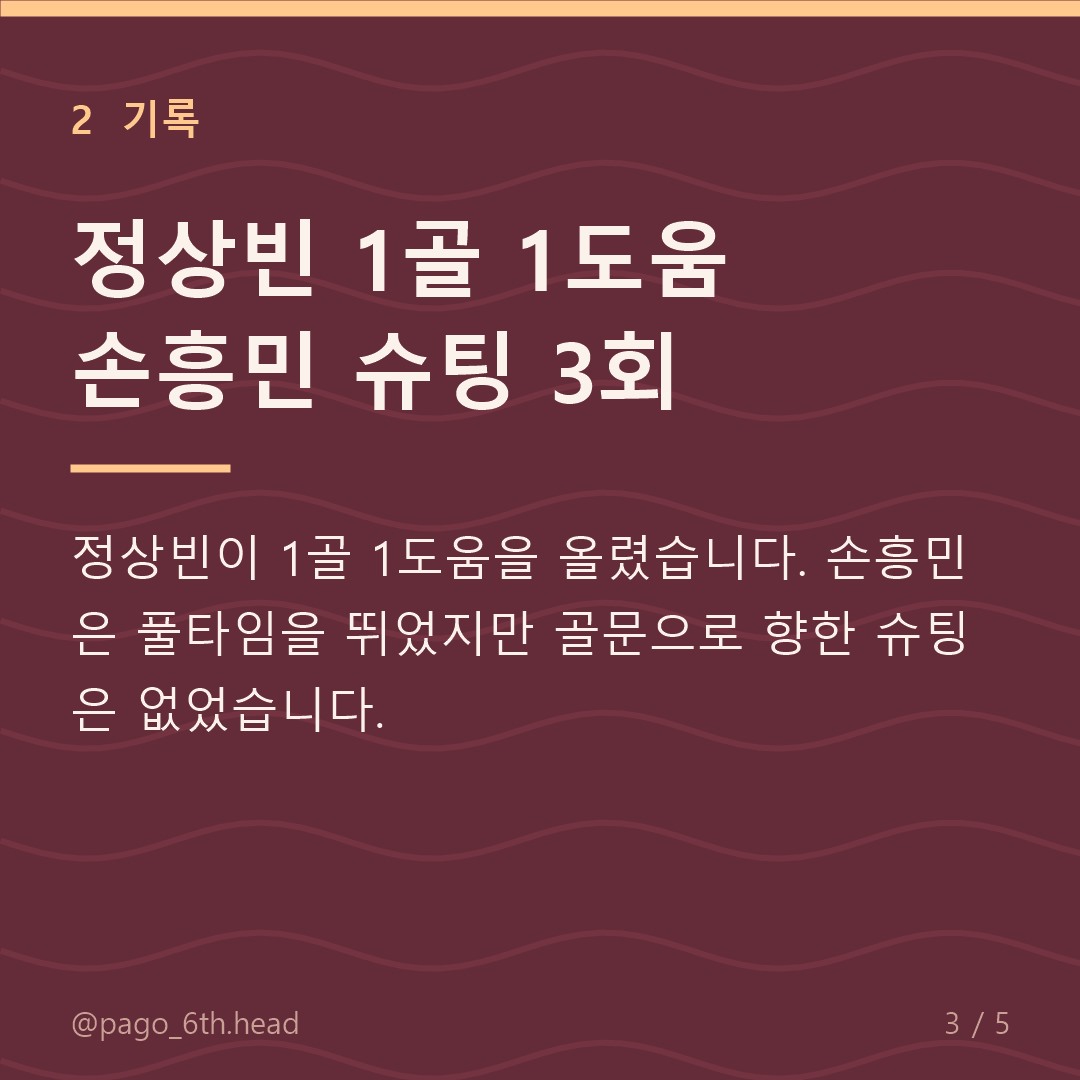 2 기록
정상빈 1골 1도움
손흥민 슈팅 3회
정상빈이 1골 1도움을 올렸습니다. 손흥민
은 풀타임을 뛰었지만 골문으로 향한 슈팅
은 없었습니다.
@pago_6th.head
3 / 5